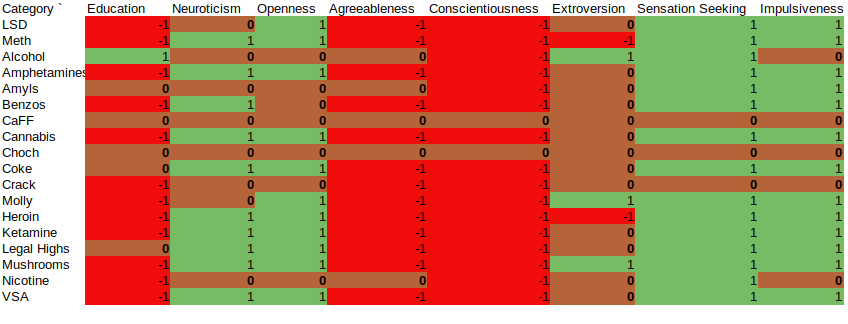 Category ` Education Neuroticism Openness Agreeableness Conscientiousness Extroversion Sensation Seeking Impulsiveness
LSD -1 0 1 -1 -1 0 1 1
Meth -1 1 1 -1 -1 -1 1 1
Alcohol 1 0 0 0 -1 1 1 0
Amphetamines -1 1 1 -1 -1 0 1 1
Amyls 0 0 0 0 -1 0 1 1
Benzos -1 1 0 -1 -1 0 1 1
CaFF 0 0 0 0 0 0 0 0
Cannabis -1 1 1 -1 -1 0 1 1
Choch 0 0 0 0 0 0 0 0
Coke 0 1 1 -1 -1 0 1 1
Crack -1 0 0 -1 -1 0 0 0
Molly -1 0 1 -1 -1 1 1 1
Heroin -1 1 1 -1 -1 -1 1 1
Ketamine -1 1 1 -1 -1 0 1 1
Legal Highs 0 1 1 -1 -1 0 1 1
Mushrooms -1 1 1 -1 -1 1 1 1
Nicotine -1 0 0 0 -1 0 1 0
VSA -1 1 1 -1 -1 0 1 1